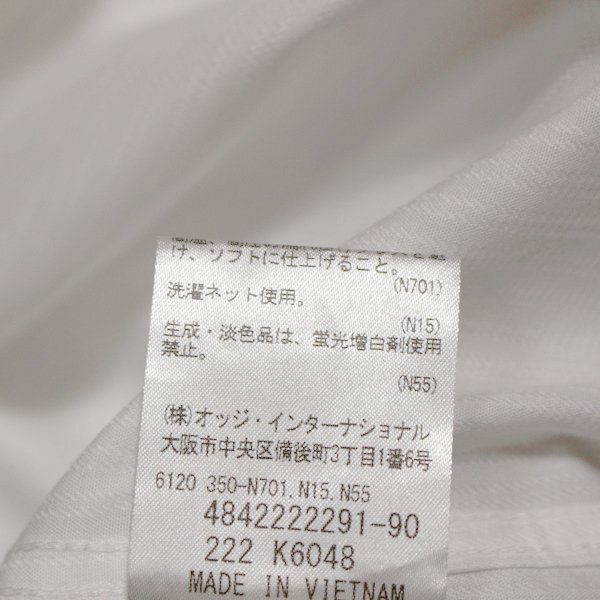 け、ソフトに仕上げること。
(N701)
洗濯ネット使用。
(N15)
生成・淡色品は、蛍光増白剤使用
禁止。
(N55)
(株)オッジ・インターナショナル
大阪市中央区備後町3丁目1番6号
6120 350-N701.N15.N55
4842222291-90
222 K6048
MADE IN VIETNAM